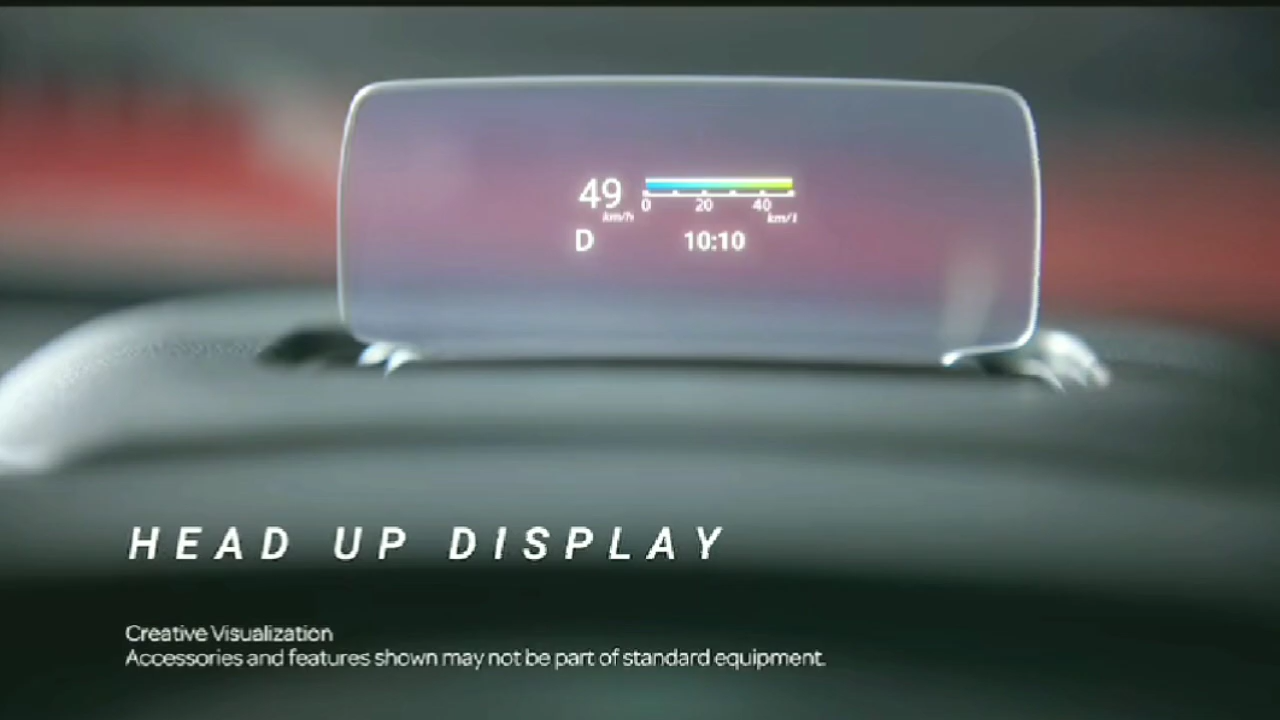 49 km/h
0 20 40 km/l
D 10:10
HEAD UP DISPLAY
Creative Visualization
Accessories and features shown may not be part of standard equipment.